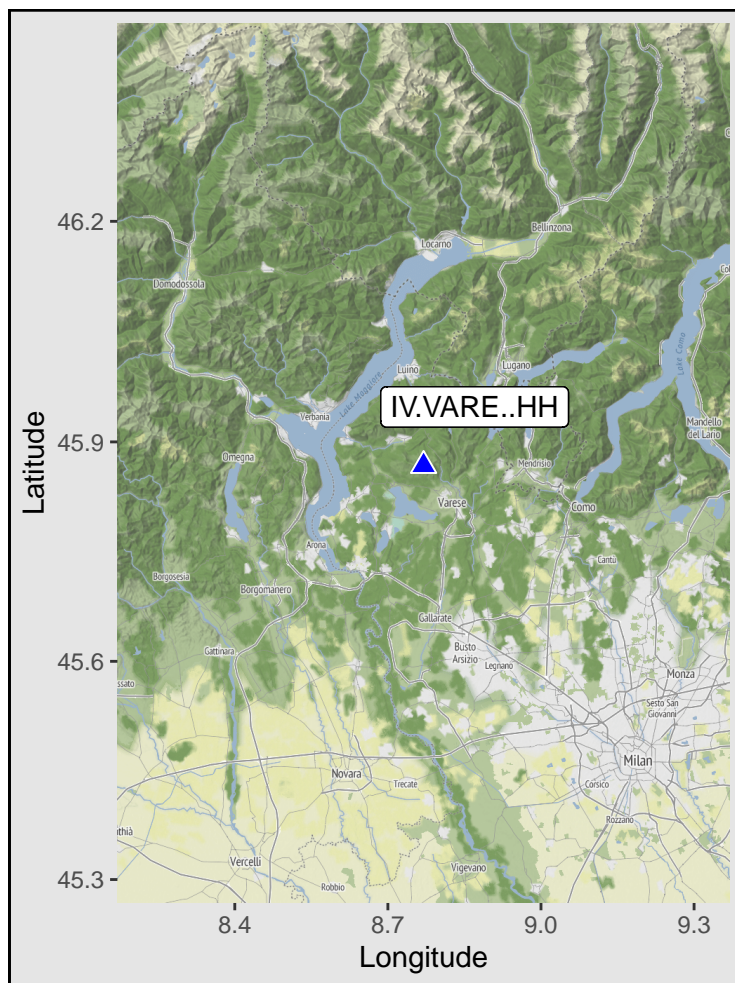 46.2
45.9
45.6
45.3
Latitude
8.4
8.7
9.0
9.3
Longitude
IV.VARE..HH
Bellinzona
Locarno
Domodossola
Lake Como
Luino
Lugano
Lake Maggiore
Verbania
Mandello
del Lario
Omegna
Mendrisio
Varese
Como
Arona
Cantù
Borgosesia
Borgomanero
Gallarate
Gattinara
Busto
Arsizio
Legnano
Monza
Sesto San
Giovanni
Milan
Novara
Trecate
Corsico
Rozzano
Vercelli
Vigevano
Robbio